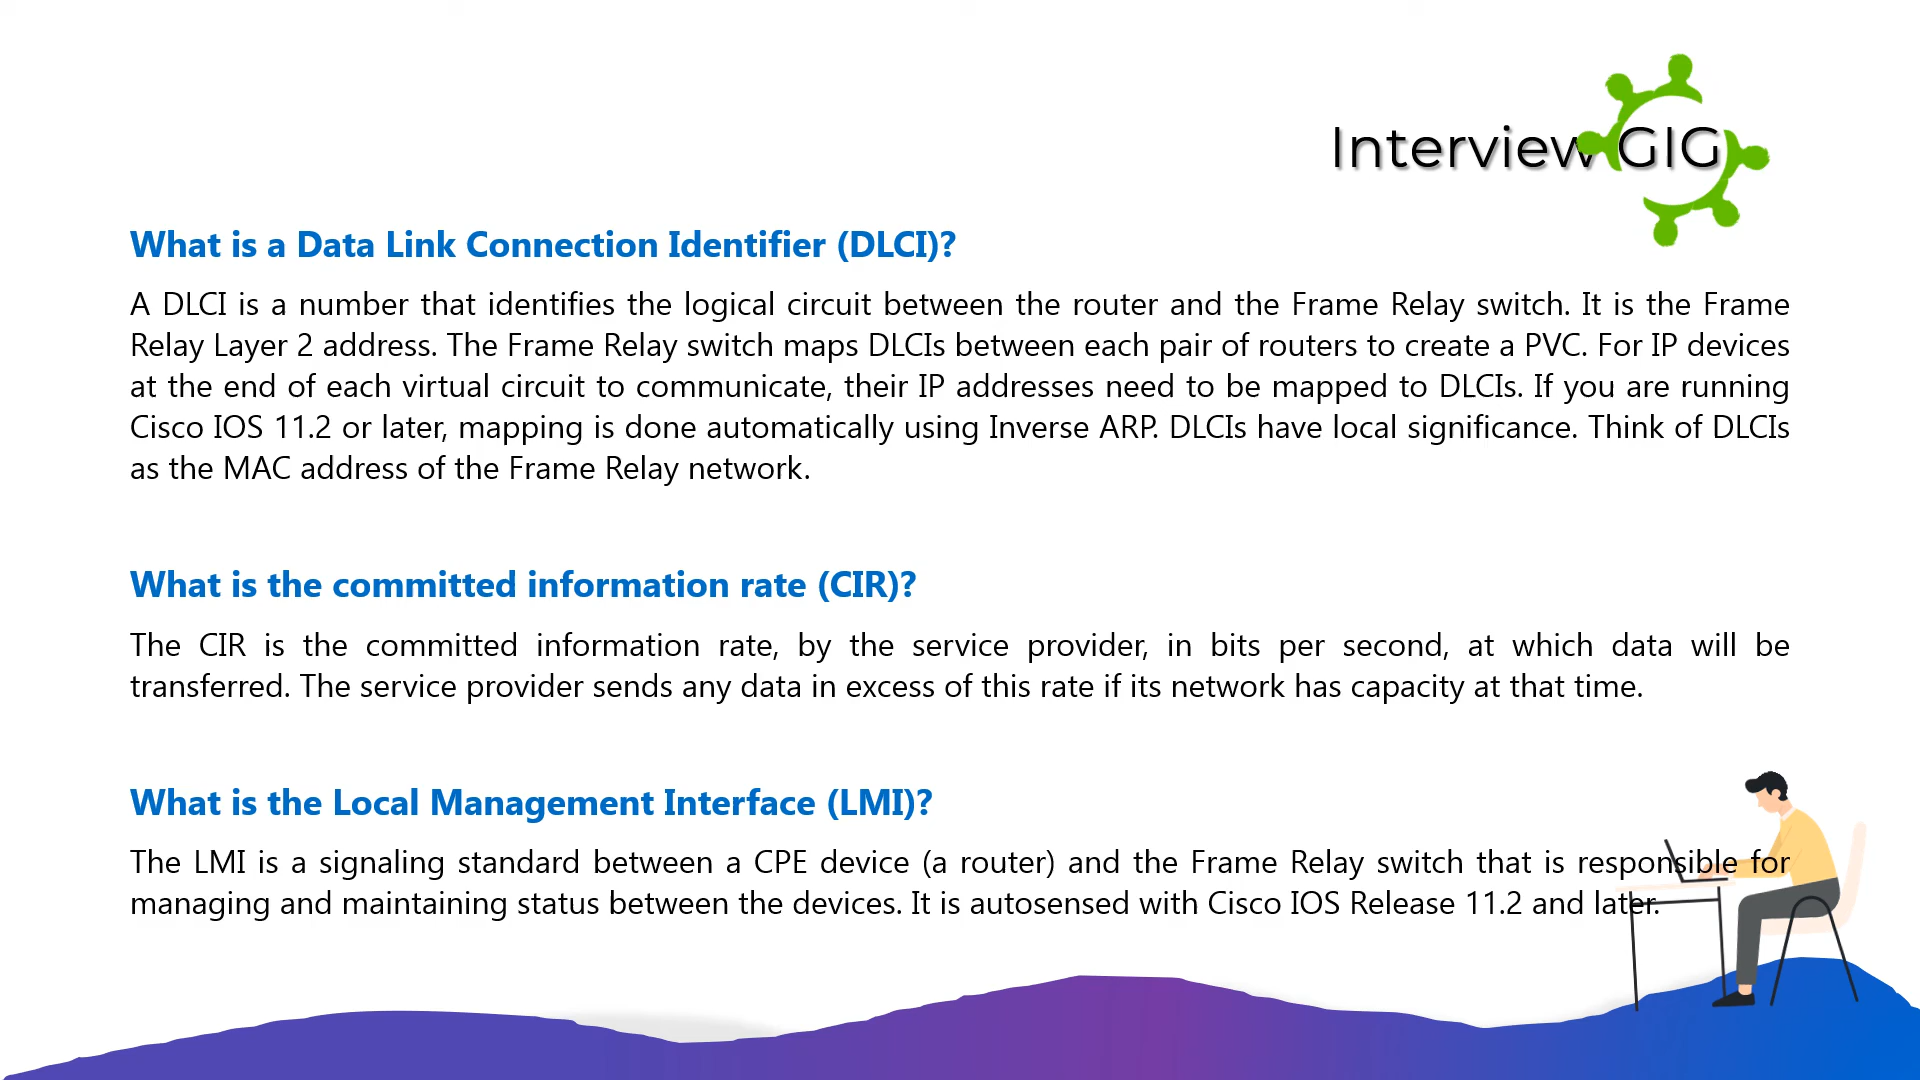 Interview GIG
What is a Data Link Connection Identifier (DLCI)?
A DLCI is a number that identifies the logical circuit between the router and the Frame Relay switch. It is the Frame
Relay Layer 2 address. The Frame Relay switch maps DLCIs between each pair of routers to create a PVC. For IP devices
at the end of each virtual circuit to communicate, their IP addresses need to be mapped to DLCIs. If you are running
Cisco IOS 11.2 or later, mapping is done automatically using Inverse ARP. DLCIs have local significance. Think of DLCIs
as the MAC address of the Frame Relay network.
What is the committed information rate (CIR)?
The CIR is the committed information rate, by the service provider, in bits per second, at which data will be
transferred. The service provider sends any data in excess of this rate if its network has capacity at that time.
What is the Local Management Interface (LMI)?
The LMI is a signaling standard between a CPE device (a router) and the Frame Relay switch that is responsible for
managing and maintaining status between the devices. It is autosensed with Cisco IOS Release 11.2 and later.